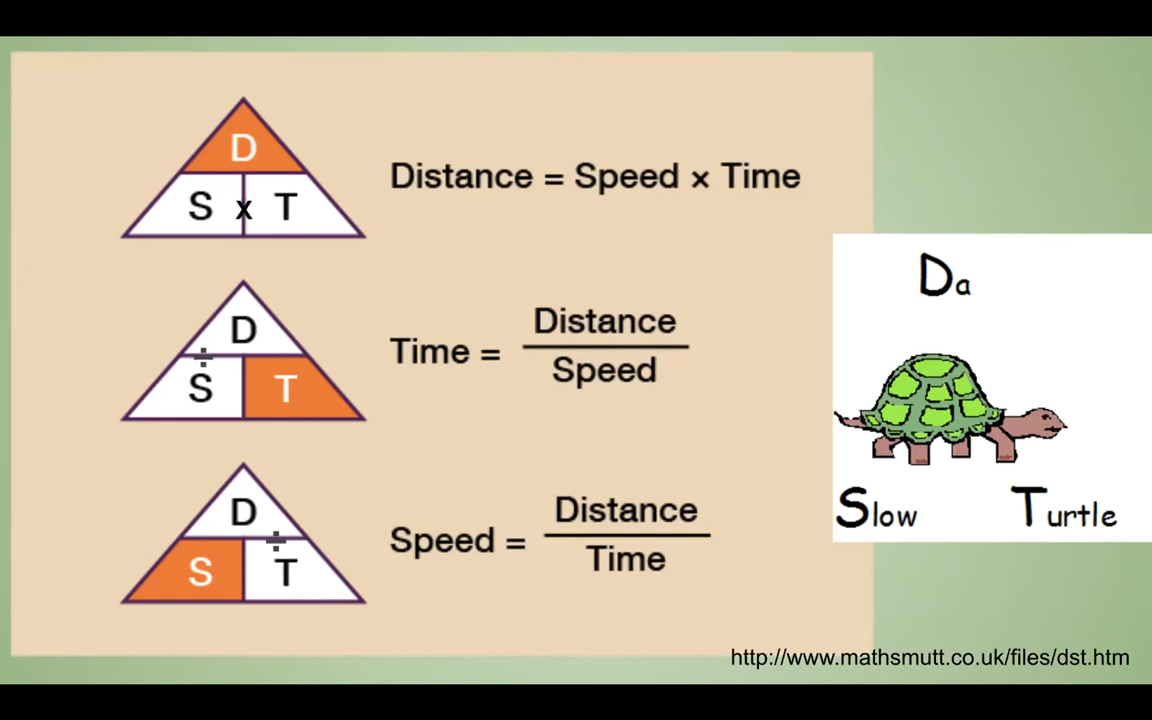 D
S x T
Distance = Speed × Time
D
÷
S T
Time = Distance
Speed
D
÷
S T
Speed = Distance
Time
Da
Slow Turtle
http://www.mathsmutt.co.uk/files/dst.htm